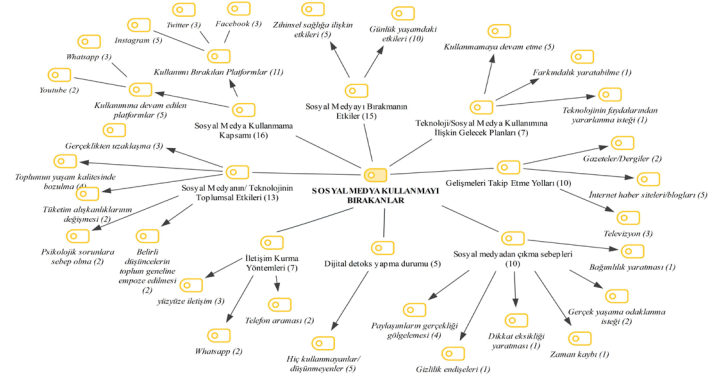 Twitter (3)
Facebook (3)
Instagram (5)
Whatsapp (3)
Kullanımı Bırakılan Platformlar (11)
Youtube (2)
Kullanımına devam edilen
platformlar (5)
Sosyal Medya Kullanmama
Kapsamı (16)
Zihinsel sağlığa ilişkin
etkileri (5)
Günlük yaşamdaki
etkileri (10)
Sosyal Medyayı Bırakmanın
Etkiler (15)
Kullanmamaya devam etme (5)
Farkındalık yaratabilme (1)
Teknolojinin faydalarından
yararlanma isteği (1)
Teknoloji/Sosyal Medya Kullanımına
İlişkin Gelecek Planları (7)
Gerçeklikten uzaklaşma (3)
Toplumun yaşam kalitesinde
bozulma (4)
Tüketim alışkanlıklarının
değişmesi (2)
Psikolojik sorunlara
sebep olma (2)
Belirli
düşüncelerin
toplum geneline
empoze edilmesi
(2)
Sosyal Medyanın/ Teknolojinin
Toplumsal Etkileri (13)
SOSYAL MEDYA KULLANMAYI
BIRAKANLAR
Gelişmeleri Takip Etme Yolları (10)
Gazeteler/Dergiler (2)
İnternet haber siteleri/blogları (5)
Televizyon (3)
İletişim Kurma
Yöntemleri (7)
yüzyüze iletişim (3)
Telefon araması (2)
Whatsapp (2)
Dijital detoks yapma durumu (5)
Hiç kullanmayanlar/
düşünmeyenler (5)
Sosyal medyadan çıkma sebepleri
(10)
Bağımlılık yaratması (1)
Gerçek yaşama odaklanma
isteği (2)
Paylaşımların gerçekliği
gölgelemesi (4)
Dikkat eksikliği
yaratması (1)
Zaman kaybı (1)
Gizlilik endişeleri (1)